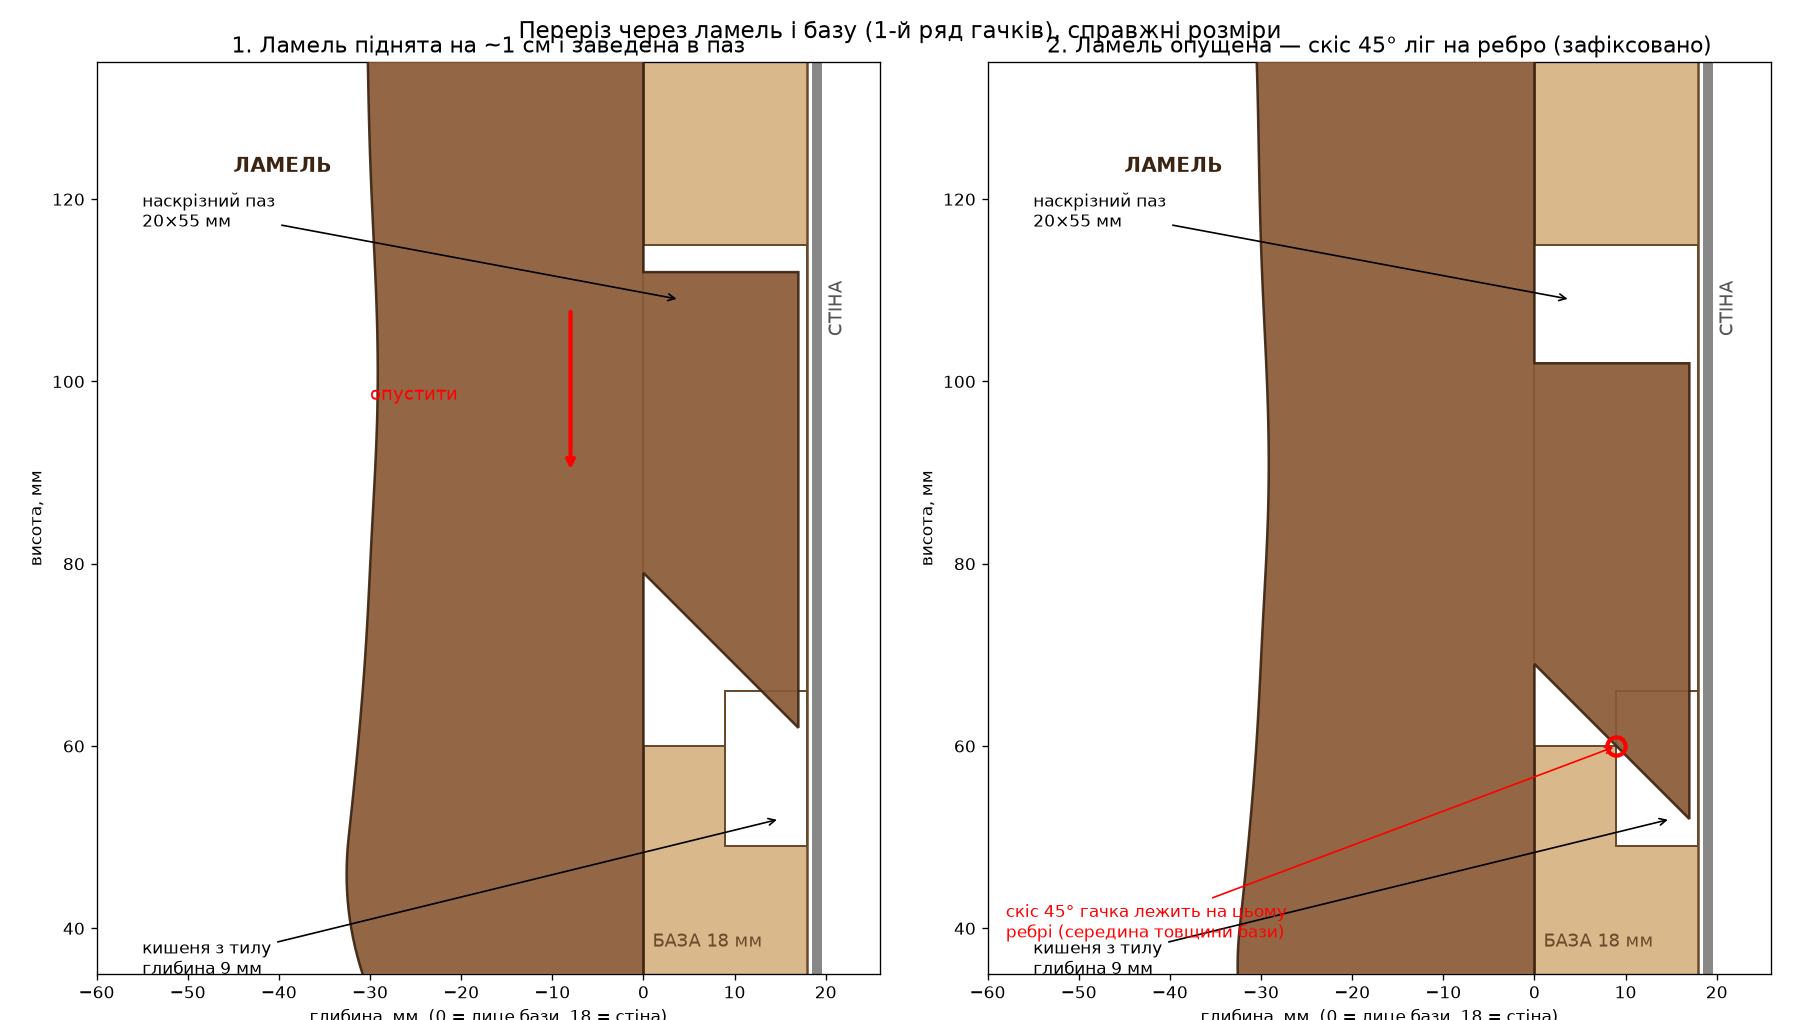 Переріз через ламель і базу (1-й ряд гачків), справжні розміри
1. Ламель піднята на ~1 см і заведена в паз
ЛАМЕЛЬ
наскрізний паз
20×55 мм
СТІНА
опустити
кишеня з тилу
глибина 9 мм
БАЗА 18 мм
висота, мм
120
100
80
60
40
−60
−50
−40
−30
−20
−10
0
10
20
глибина, мм (0 = лице бази, 18 = стіна)
2. Ламель опущена — скіс 45° ліг на ребро (зафіксовано)
ЛАМЕЛЬ
наскрізний паз
20×55 мм
СТІНА
скіс 45° гачка лежить на цьому
ребрі (середина товщини бази)
кишеня з тилу
глибина 9 мм
БАЗА 18 мм
висота, мм
120
100
80
60
40
−60
−50
−40
−30
−20
−10
0
10
20
глибина, мм (0 = лице бази, 18 = стіна)